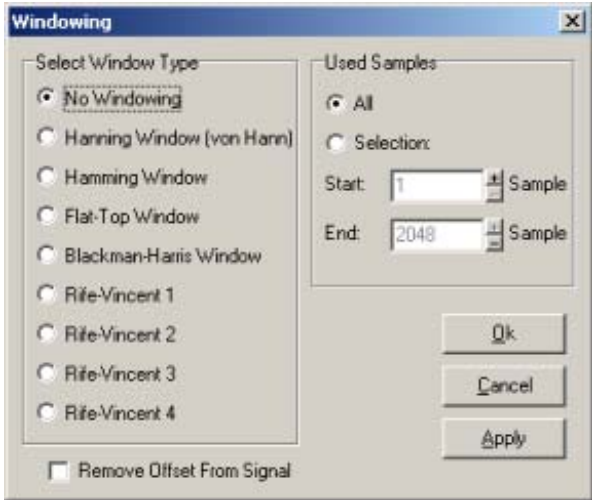 Windowing
Select Window Type
No Windowing
Hanning Window (von Hann)
Hamming Window
Flat-Top Window
Blackman-Harris Window
Rife-Vincent 1
Rife-Vincent 2
Rife-Vincent 3
Rife-Vincent 4
Remove Offset From Signal
Used Samples
All
Selection:
Start: 1 Sample
End: 2048 Sample
Ok
Cancel
Apply